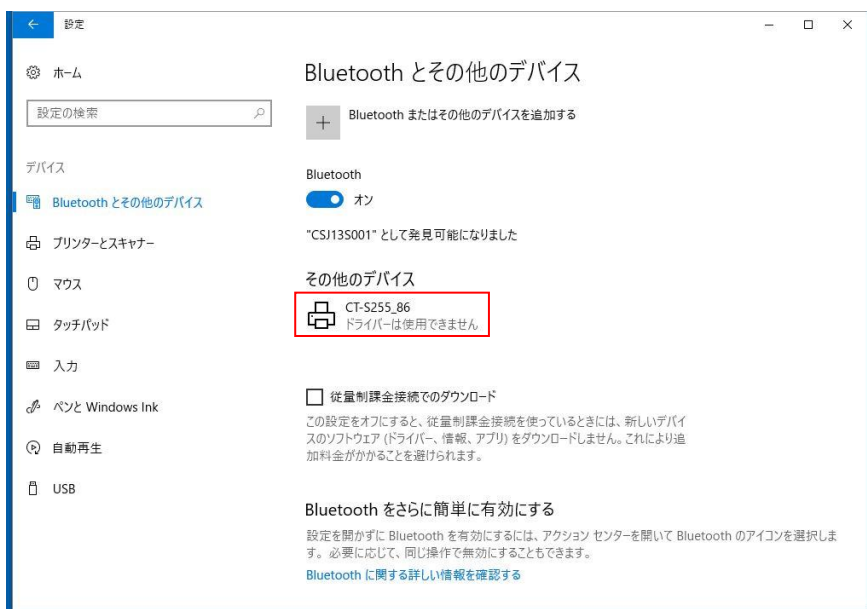 設定
ホーム
設定の検索
デバイス
Bluetooth とその他のデバイス
プリンターとスキャナー
マウス
タッチパッド
入力
ペンと Windows Ink
自動再生
USB
Bluetooth とその他のデバイス
Bluetooth またはその他のデバイスを追加する
Bluetooth
オン
"CSJ13S001" として発見可能になりました
その他のデバイス
CT-S255_86
ドライバーは使用できません
従量制課金接続でのダウンロード
この設定をオフにすると、従量制課金接続を使っているときには、新しいデバイ
スのソフトウェア (ドライバー、情報、アプリ) をダウンロードしません。これにより追
加料金がかかることを避けられます。
Bluetooth をさらに簡単に有効にする
設定を開かずに Bluetooth を有効にするには、アクション センターを開いて Bluetooth のアイコンを選択しま
す。必要に応じて、同じ操作で無効にすることもできます。
Bluetooth に関する詳しい情報を確認する